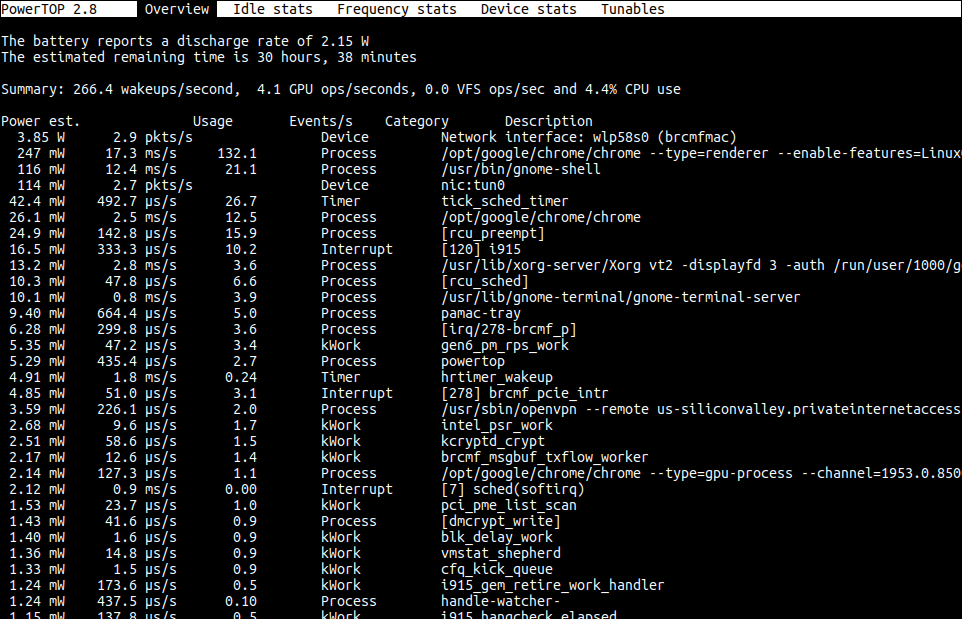 PowerTOP 2.8 Overview Idle stats Frequency stats Device stats Tunables
The battery reports a discharge rate of 2.15 W
The estimated remaining time is 30 hours, 38 minutes
Summary: 266.4 wakeups/second, 4.1 GPU ops/seconds, 0.0 VFS ops/sec and 4.4% CPU use
Power est. Usage Events/s Category Description
3.85 W 2.9 pkts/s Device Network interface: wlp58s0 (brcmfmac)
247 mW 17.3 ms/s 132.1 Process /opt/google/chrome/chrome --type=renderer --enable-features=Linux
116 mW 12.4 ms/s 21.1 Process /usr/bin/gnome-shell
114 mW 2.7 pkts/s Device nic:tun0
42.4 mW 492.7 µs/s 26.7 Timer tick_sched_timer
26.1 mW 2.5 ms/s 12.5 Process /opt/google/chrome/chrome
24.9 mW 142.8 µs/s 15.9 Process [rcu_preempt]
16.5 mW 333.3 µs/s 10.2 Interrupt [120] i915
13.2 mW 2.8 ms/s 3.6 Process /usr/lib/xorg-server/Xorg vt2 -displayfd 3 -auth /run/user/1000/g
10.3 mW 47.8 µs/s 6.6 Process [rcu_sched]
10.1 mW 0.8 ms/s 3.9 Process /usr/lib/gnome-terminal/gnome-terminal-server
9.40 mW 664.4 µs/s 5.0 Process pamac-tray
6.28 mW 299.8 µs/s 3.6 Process [irq/278-brcmf_p]
5.35 mW 47.2 µs/s 3.4 kWork gen6_pm_rps_work
5.29 mW 435.4 µs/s 2.7 Process powertop
4.91 mW 1.8 ms/s 0.24 Timer hrtimer_wakeup
4.85 mW 51.0 µs/s 3.1 Interrupt [278] brcmf_pcie_intr
3.59 mW 226.1 µs/s 2.0 Process /usr/sbin/openvpn --remote us-siliconvalley.privateinternetaccess
2.68 mW 9.6 µs/s 1.7 kWork intel_psr_work
2.51 mW 58.6 µs/s 1.5 kWork kcryptd_crypt
2.17 mW 12.6 µs/s 1.4 kWork brcmf_msgbuf_txflow_worker
2.14 mW 127.3 µs/s 1.1 Process /opt/google/chrome/chrome --type=gpu-process --channel=1953.0.850
2.12 mW 0.9 ms/s 0.00 Interrupt [7] sched(softirq)
1.53 mW 23.7 µs/s 1.0 kWork pci_pme_list_scan
1.43 mW 41.6 µs/s 0.9 Process [dmcrypt_write]
1.40 mW 1.6 µs/s 0.9 kWork blk_delay_work
1.36 mW 14.8 µs/s 0.9 kWork vmstat_shepherd
1.33 mW 1.5 µs/s 0.9 kWork cfq_kick_queue
1.24 mW 173.6 µs/s 0.5 kWork i915_gem_retire_work_handler
1.24 mW 437.5 µs/s 0.10 Process handle-watcher-
1.15 mW 137.8 µs/s 0.5 kWork i915_hangcheck_elapsed